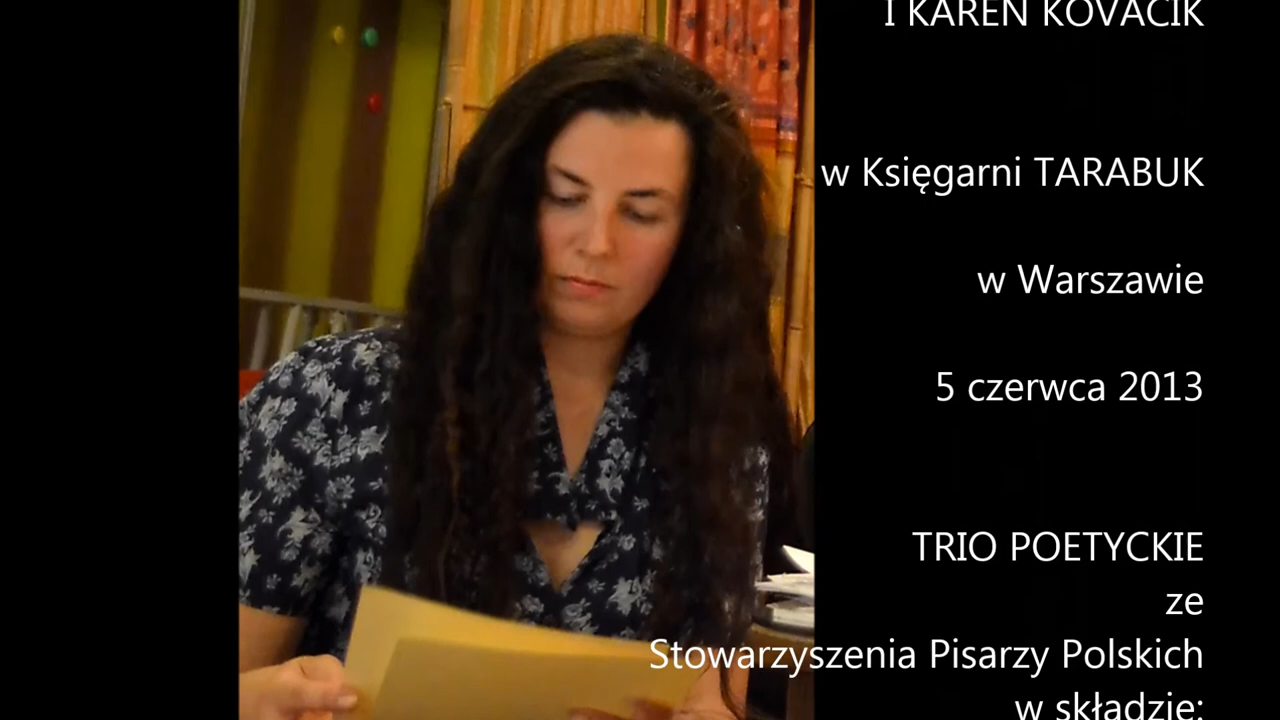 I KAREN KOVACIK
w Księgarni TARABUK
w Warszawie
5 czerwca 2013
TRIO POETYCKIE
ze
Stowarzyszenia Pisarzy Polskich
w składzie: